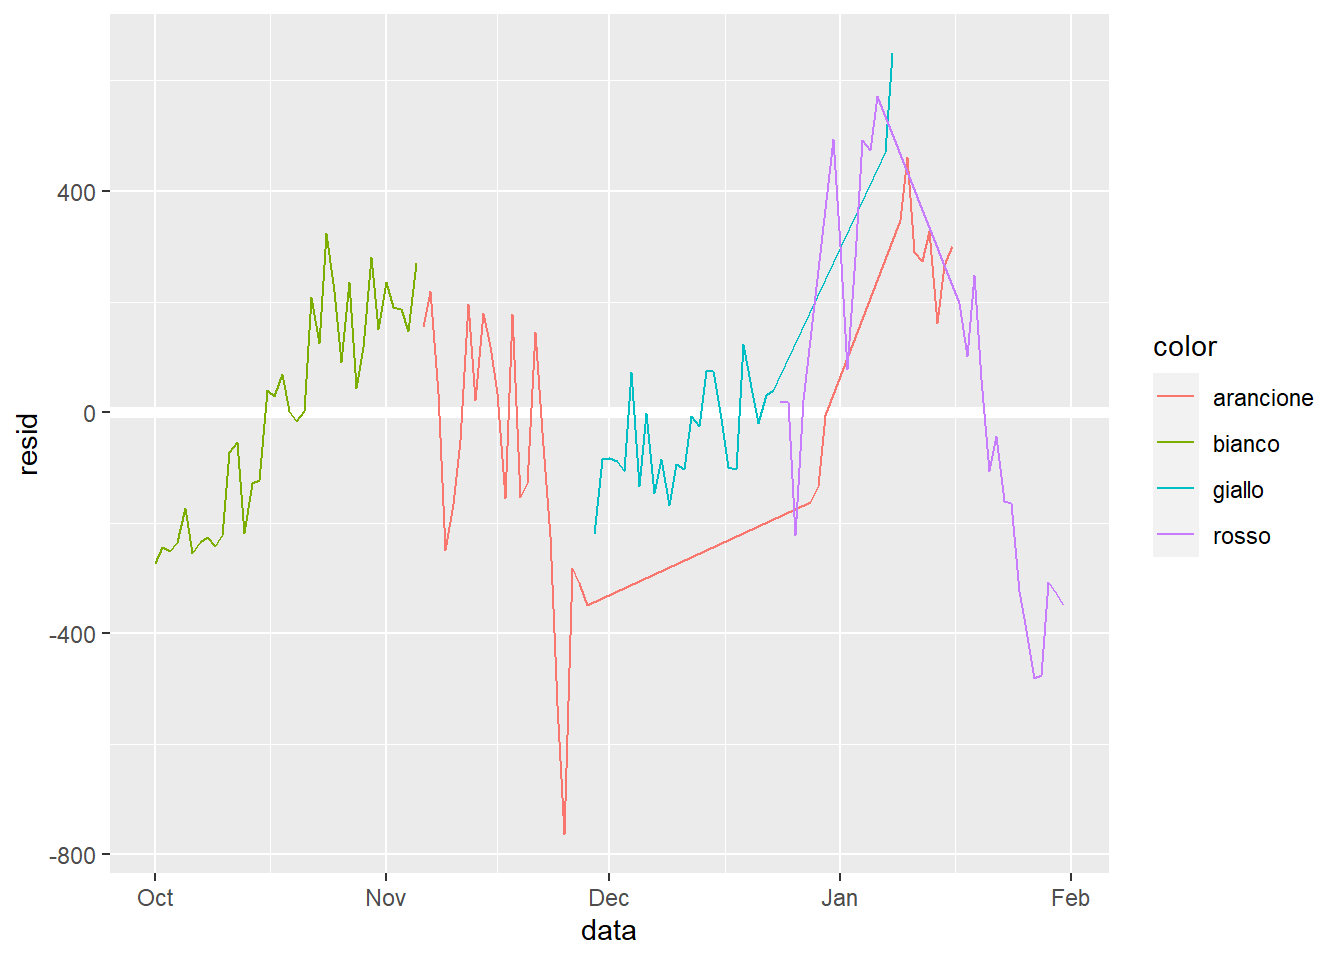 resid
400
0
-400
-800
Oct Nov Dec Jan Feb
data
color
arancione
bianco
giallo
rosso